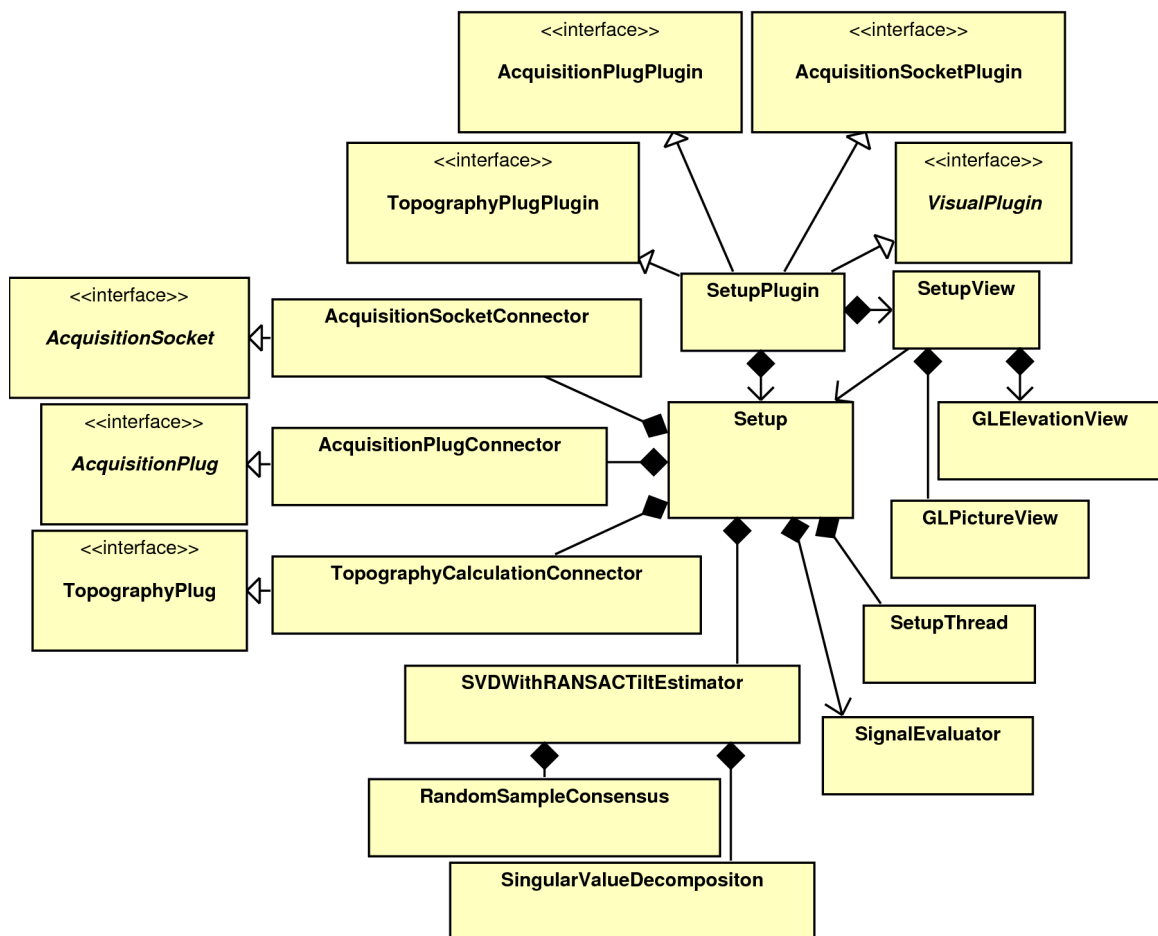 <<interface>>
AcquisitionPlugPlugin
<<interface>>
AcquisitionSocketPlugin
<<interface>>
TopographyPlugPlugin
<<interface>>
VisualPlugin
SetupPlugin
SetupView
<<interface>>
AcquisitionSocket
AcquisitionSocketConnector
<<interface>>
AcquisitionPlug
AcquisitionPlugConnector
Setup
GLElevationView
GLPictureView
<<interface>>
TopographyPlug
TopographyCalculationConnector
SetupThread
SVDWithRANSACTiltEstimator
SignalEvaluator
RandomSampleConsensus
SingularValueDecompositon